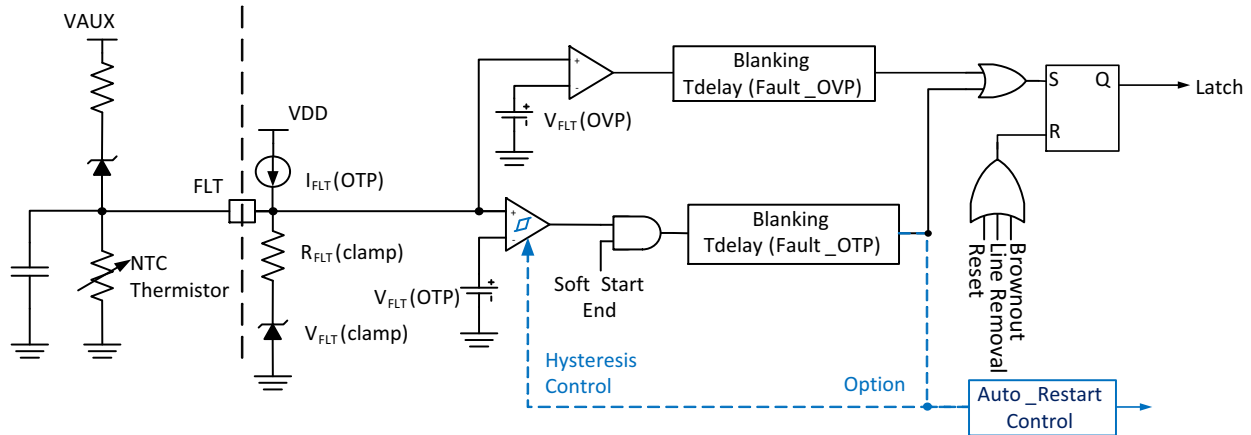 VAUX
Blanking
Tdelay (Fault _OVP)
S
Q
Latch
VDD
V_FLT(OVP)
R
FLT
I_FLT(OTP)
+
-
+
-
Blanking
Tdelay (Fault _OTP)
R_FLT(clamp)
NTC
Thermistor
Soft Start
End
V_FLT(OTP)
V_FLT(clamp)
Reset
Line Removal
Brownout
Hysteresis
Control
Option
Auto _Restart
Control